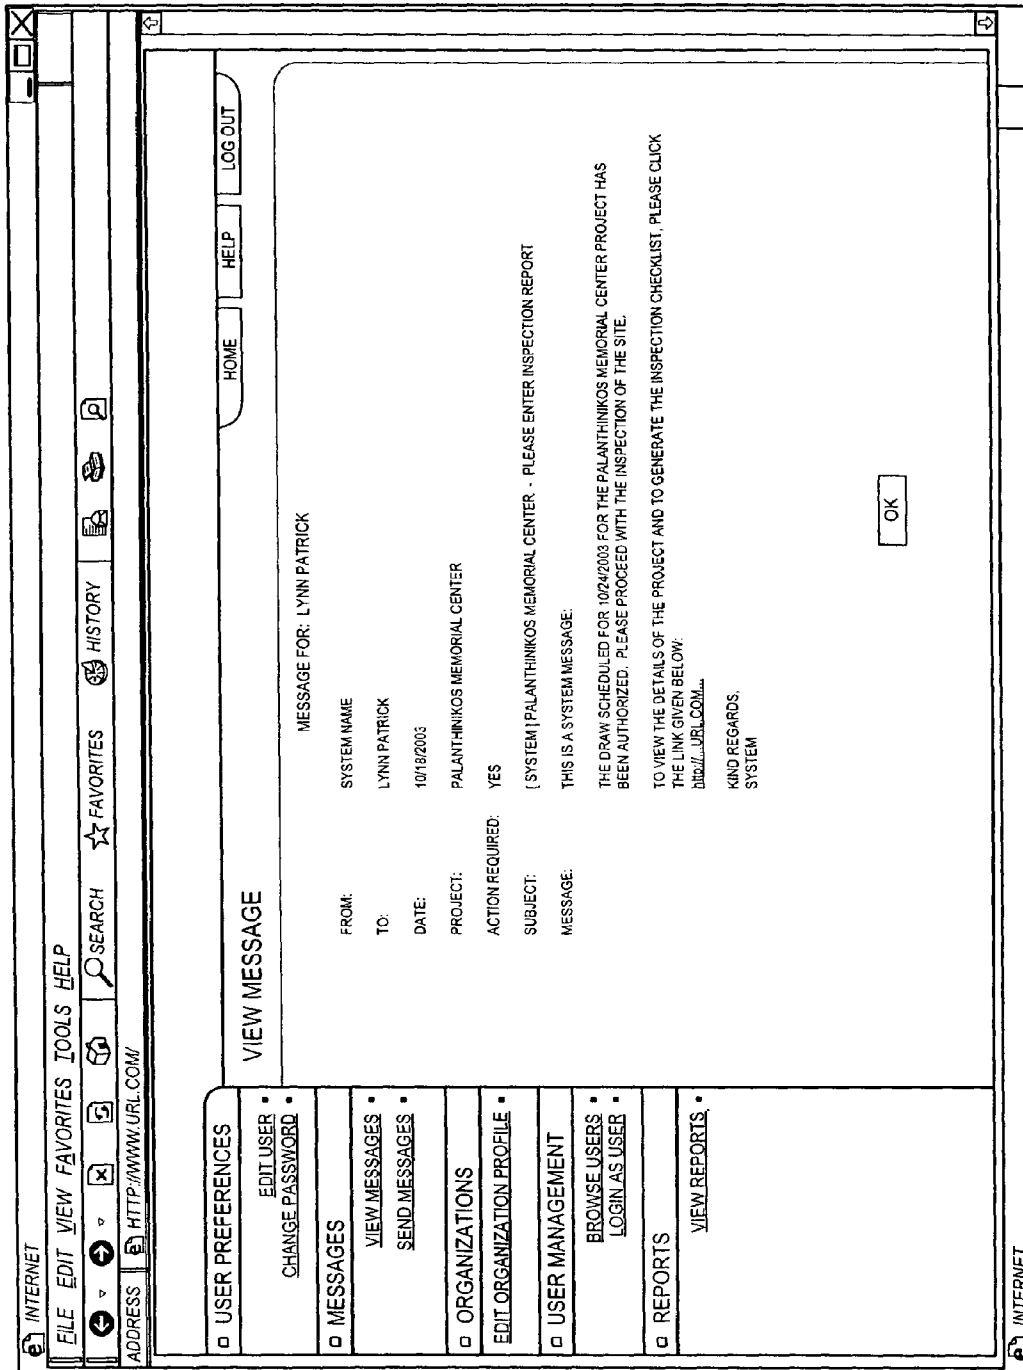 INTERNET
FILE EDIT VIEW FAVORITES TOOLS HELP
SEARCH FAVORITES HISTORY
ADDRESS HTTP://WWW.URL.COM/
HOME HELP LOG OUT
USER PREFERENCES
EDIT USER
CHANGE PASSWORD
MESSAGES
VIEW MESSAGES
SEND MESSAGES
ORGANIZATIONS
EDIT ORGANIZATION PROFILE
USER MANAGEMENT
BROWSE USERS
LOGIN AS USER
REPORTS
VIEW REPORTS
VIEW MESSAGE
MESSAGE FOR: LYNN PATRICK
FROM: SYSTEM NAME
TO: LYNN PATRICK
DATE: 10/18/2003
PROJECT: PALANTHINIKOS MEMORIAL CENTER
ACTION REQUIRED: YES
SUBJECT: [ SYSTEM ] PALANTHINIKOS MEMORIAL CENTER - PLEASE ENTER INSPECTION REPORT
MESSAGE: THIS IS A SYSTEM MESSAGE:
THE DRAW SCHEDULED FOR 10/24/2003 FOR THE PALANTHINIKOS MEMORIAL CENTER PROJECT HAS
BEEN AUTHORIZED. PLEASE PROCEED WITH THE INSPECTION OF THE SITE.
TO VIEW THE DETAILS OF THE PROJECT AND TO GENERATE THE INSPECTION CHECKLIST, PLEASE CLICK
THE LINK GIVEN BELOW:
http://...URL.COM...
KIND REGARDS,
SYSTEM
OK
INTERNET